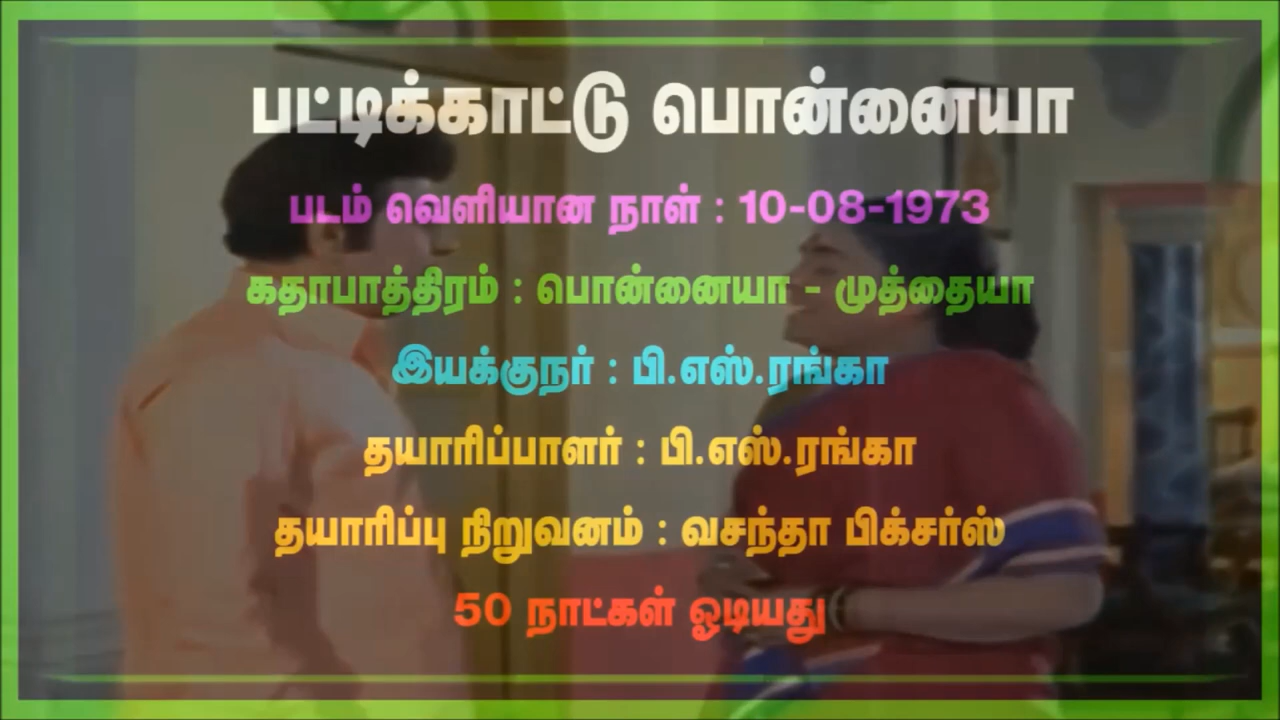 பட்டிக்காட்டு பொன்னையா
படம் வெளியான நாள் : 10-08-1973
கதாபாத்திரம் : பொன்னையா - முத்தையா
இயக்குநர் : பி.எஸ்.ரங்கா
தயாரிப்பாளர் : பி.எஸ்.ரங்கா
தயாரிப்பு நிறுவனம் : வசந்தா பிக்சர்ஸ்
50 நாட்கள் ஓடியது